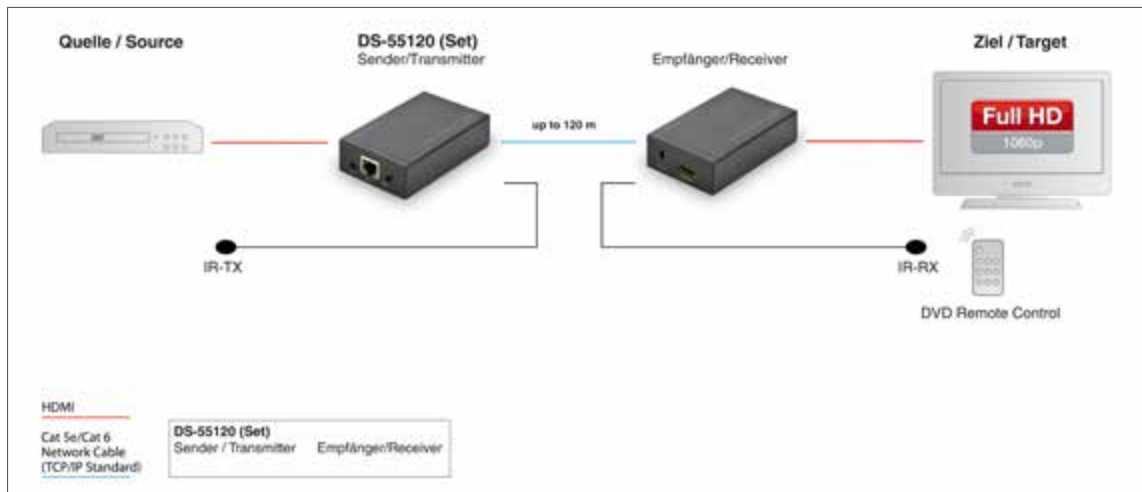 Quelle / Source
DS-55120 (Set)
Sender/Transmitter
Empfänger/Receiver
Ziel / Target
up to 120 m
Full HD
1080p
IR-TX
IR-RX
DVD Remote Control
HDMI
Cat 5e/Cat 6
Network Cable
(TCP/IP Standard)
DS-55120 (Set)
Sender / Transmitter Empfänger/Receiver